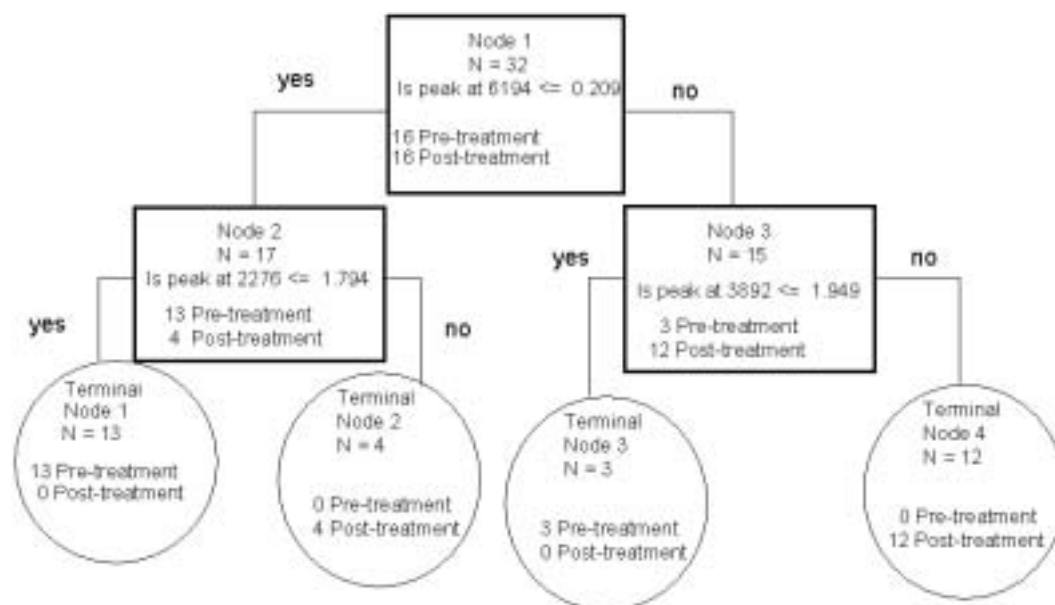 Node 1
N = 32
Is peak at 6194 <= 0.209
16 Pre-treatment
16 Post-treatment
yes
no
Node 2
N = 17
Is peak at 2276 <= 1.794
13 Pre-treatment
4 Post-treatment
yes
no
Node 3
N = 15
Is peak at 3892 <= 1.949
3 Pre-treatment
12 Post-treatment
yes
no
Terminal
Node 1
N = 13
13 Pre-treatment
0 Post-treatment
Terminal
Node 2
N = 4
0 Pre-treatment
4 Post-treatment
Terminal
Node 3
N = 3
3 Pre-treatment
0 Post-treatment
Terminal
Node 4
N = 12
0 Pre-treatment
12 Post-treatment